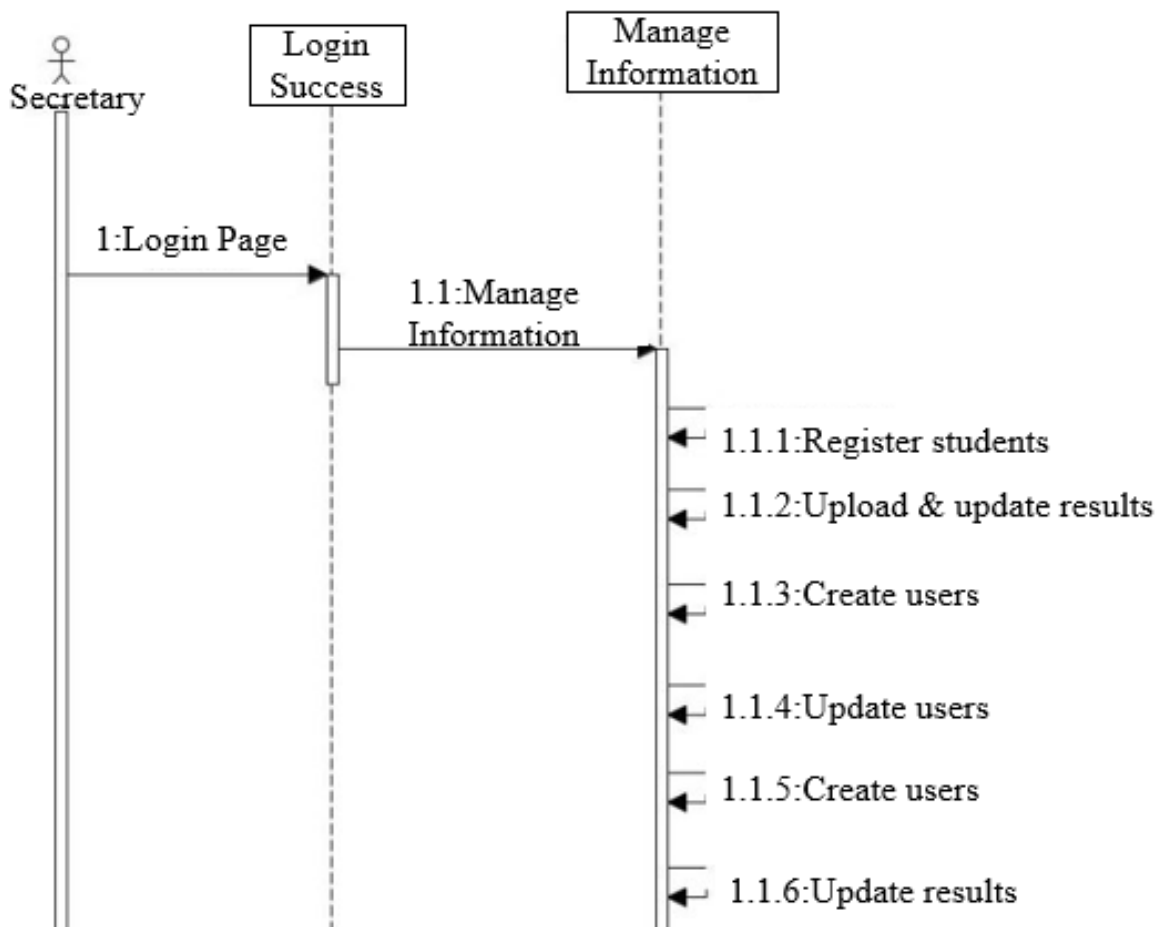 Secretary
Login
Success
Manage
Information
1:Login Page
1.1:Manage
Information
1.1.1:Register students
1.1.2:Upload & update results
1.1.3:Create users
1.1.4:Update users
1.1.5:Create users
1.1.6:Update results